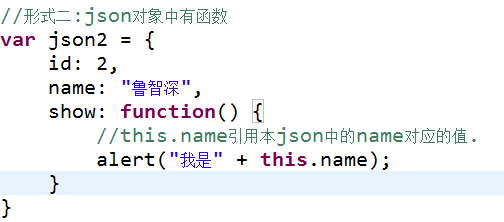 //形式二:json对象中有函数
var json2 = {
    id: 2,
    name: "鲁智深",
    show: function() {
        //this.name引用本json中的name对应的值.
        alert("我是" + this.name);
    }
}